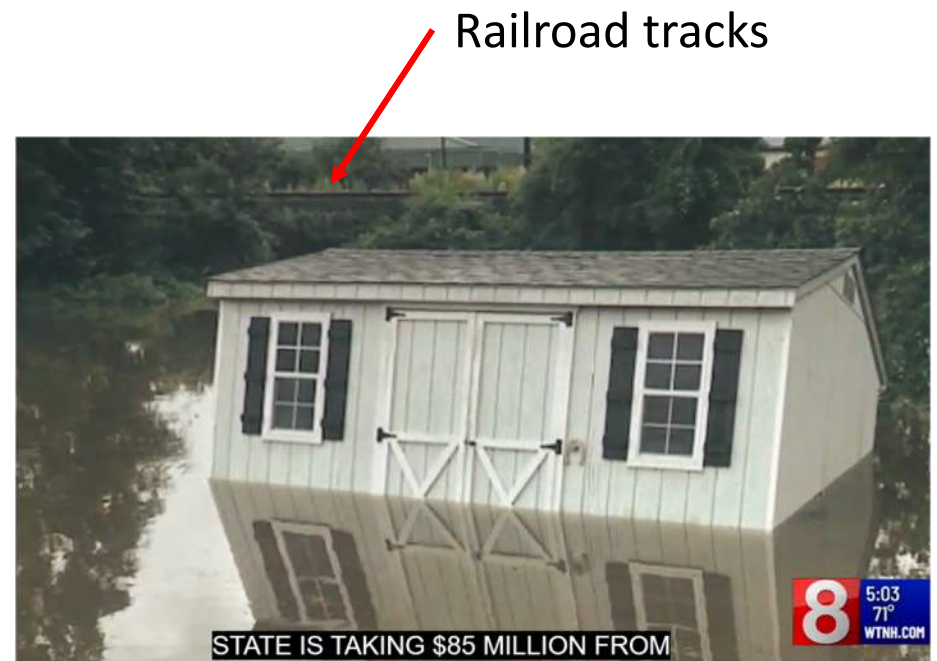 Railroad tracks
8
5:03
71°
WTNH.COM
STATE IS TAKING $85 MILLION FROM